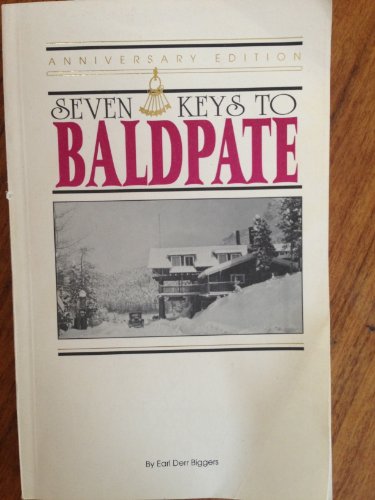 ANNIVERSARY EDITION
SEVEN KEYS TO
BALDPATE
By Earl Derr Biggers